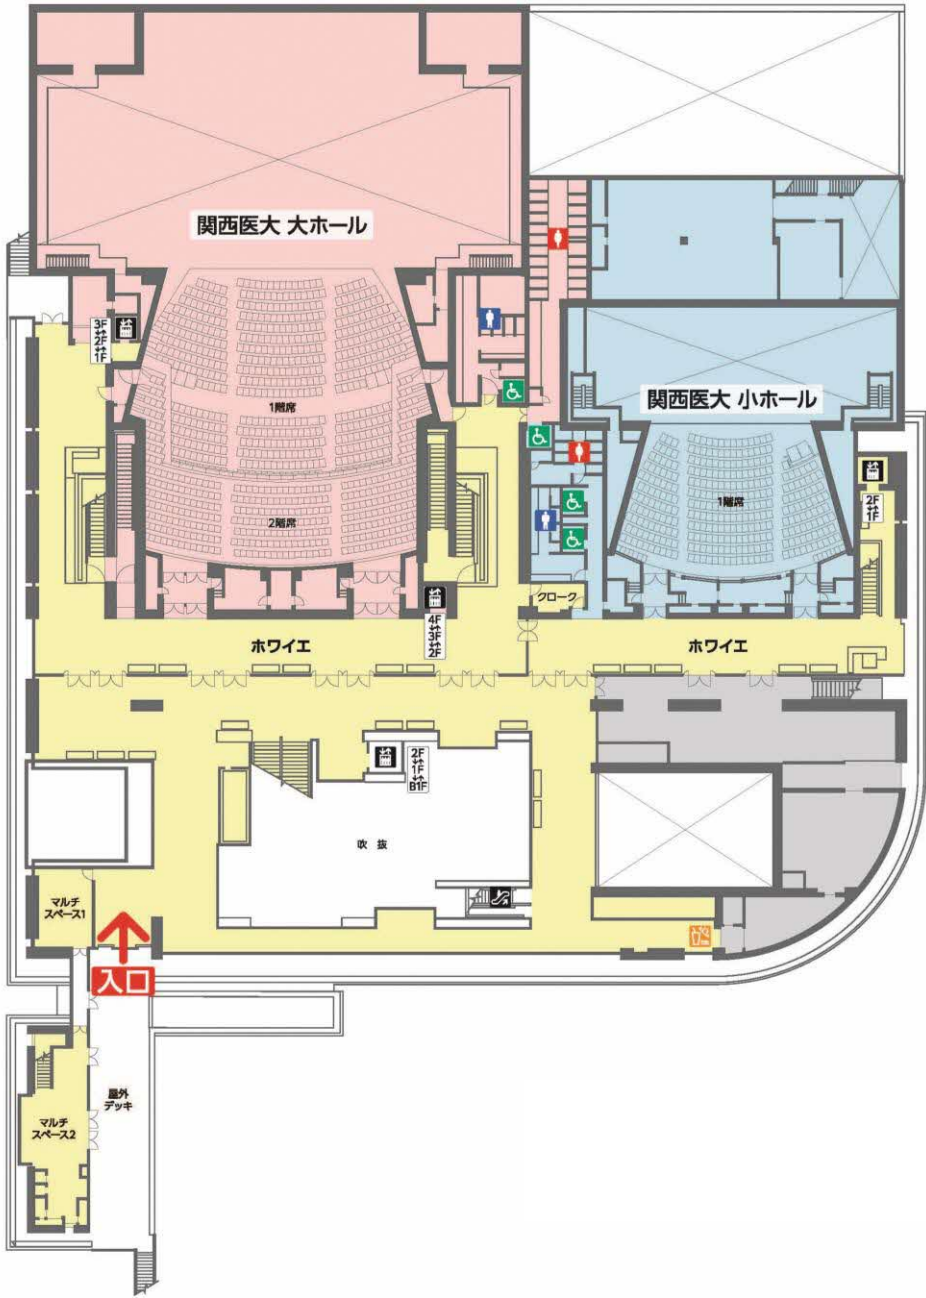 関西医大 大ホール
3F
2F
1F
1階席
関西医大 小ホール
2階席
1階席
2F
1F
クローク
4F
3F
2F
ホワイエ
ホワイエ
2F
1F
B1F
吹 抜
マルチ
スペース1
入口
屋外
デッキ
マルチ
スペース2